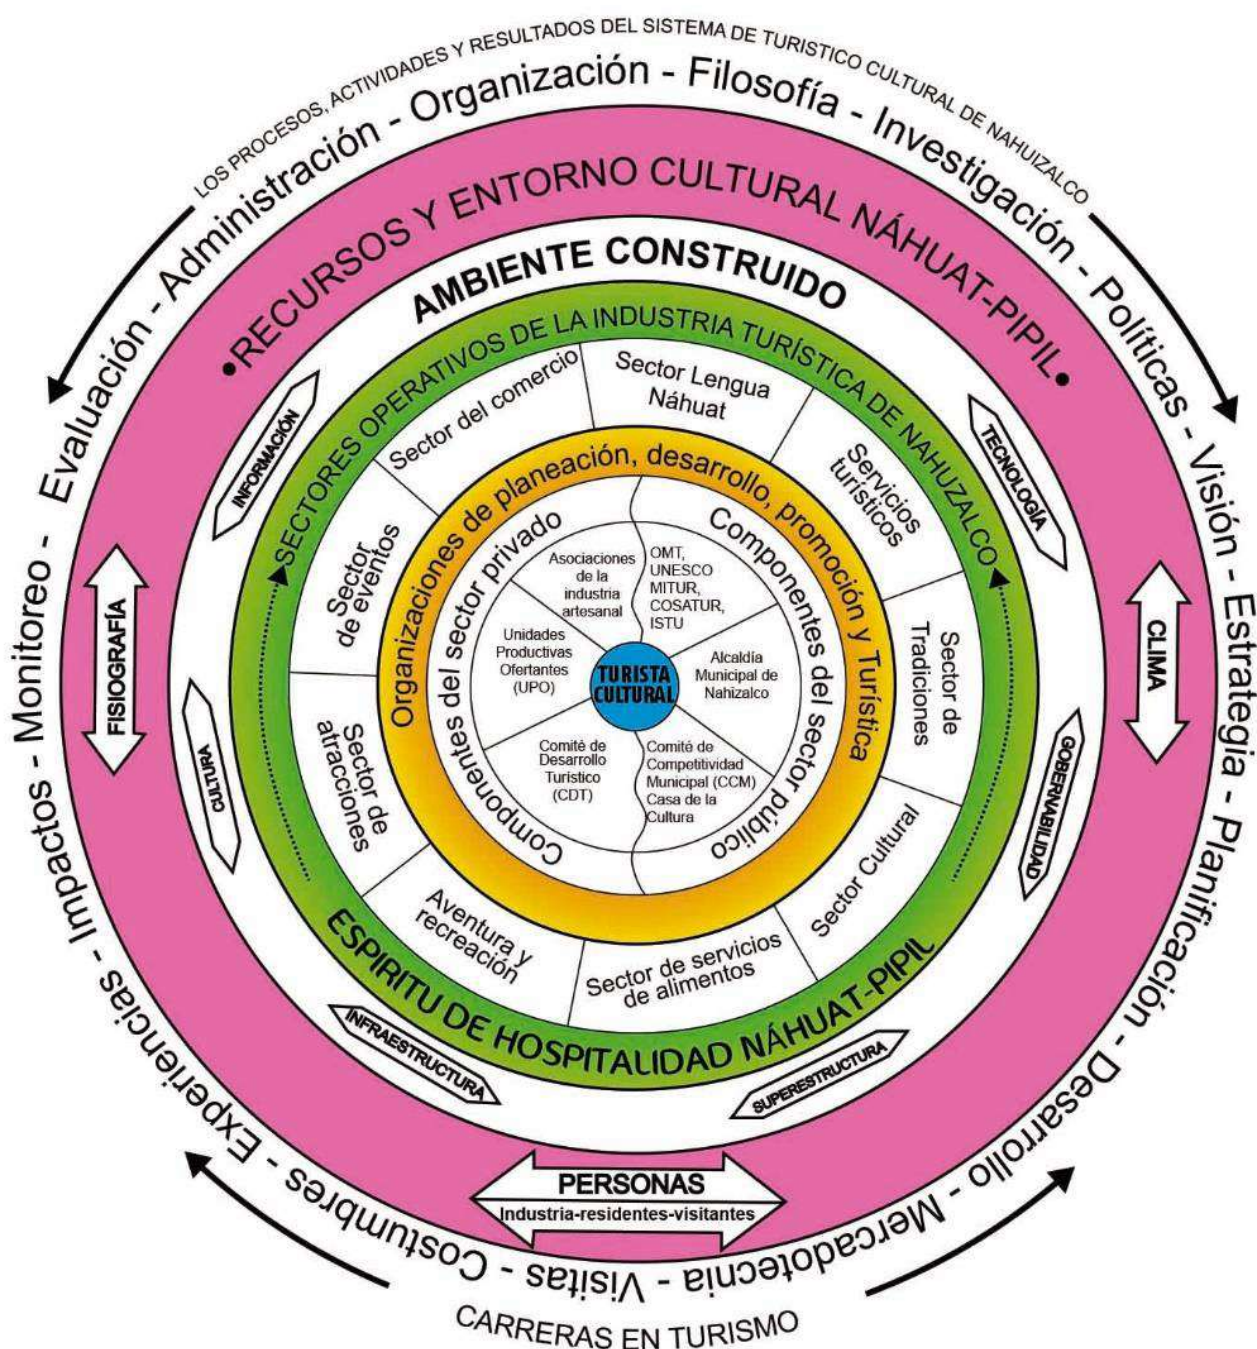 LOS PROCESOS, ACTIVIDADES Y RESULTADOS DEL SISTEMA DE TURISTICO CULTURAL DE NAHUIZALCO
Monitoreo - Evaluación - Administración - Organización - Filosofía - Investigación - Políticas - Visión - Estrategia - Planificación - Desarrollo - Mercadotecnia - Visitas - Costumbres - Experiencias - Impactos -
•RECURSOS Y ENTORNO CULTURAL NÁHUAT-PIPIL•
AMBIENTE CONSTRUIDO
SECTORES OPERATIVOS DE LA INDUSTRIA TURÍSTICA DE NAHUZALCO
INFORMACIÓN
TECNOLOGÍA
FISIOGRAFÍA
CLIMA
CULTURA
GOBERNABILIDAD
INFRAESTRUCTURA
SUPERESTRUCTURA
Sector del comercio
Sector Lengua
Náhuat
Servicios
turísticos
Sector de
Tradiciones
Sector Cultural
Sector de servicios
de alimentos
Aventura y
recreación
Sector de
atracciones
Sector
de eventos
Organizaciones de planeación, desarrollo, promoción y Turística
Componentes del sector privado
Componentes del sector público
Asociaciones
de la
industria
artesanal
OMT,
UNESCO
MITUR,
COSATUR,
ISTU
Unidades
Productivas
Ofertantes
(UPO)
Alcaldía
Municipal de
Nahizalco
TURISTA
CULTURAL
Comité de
Desarrollo
Turístico
(CDT)
Comité de
Competitividad
Municipal (CCM)
Casa de la
Cultura
ESPIRITU DE HOSPITALIDAD NÁHUAT-PIPIL
PERSONAS
Industria-residentes-visitantes
CARRERAS EN TURISMO